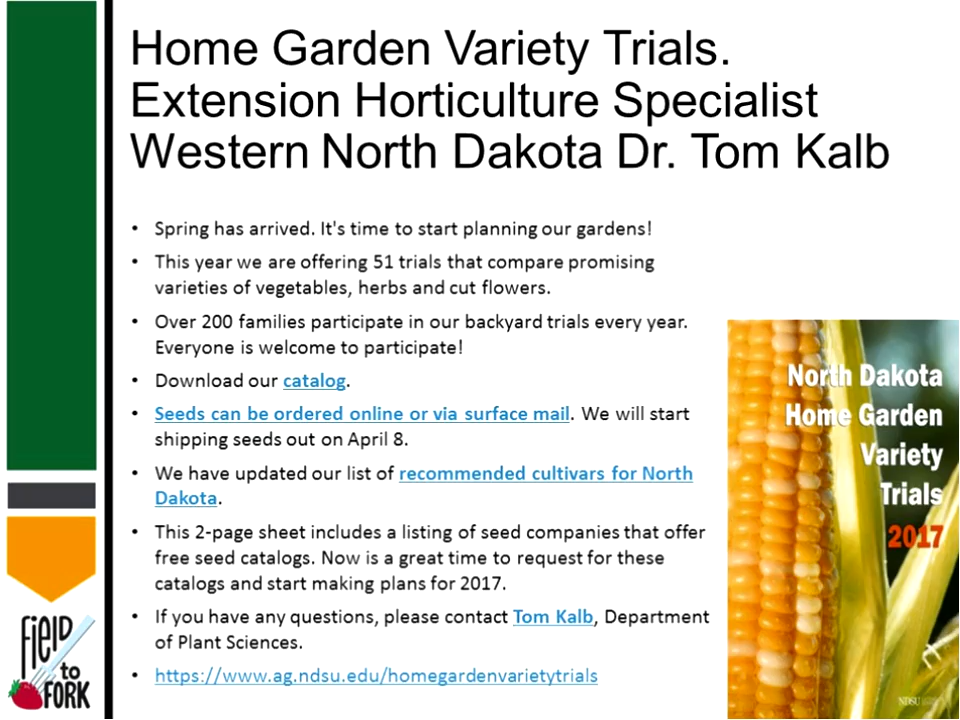 Home Garden Variety Trials.
Extension Horticulture Specialist
Western North Dakota Dr. Tom Kalb
• Spring has arrived. It's time to start planning our gardens!
• This year we are offering 51 trials that compare promising
varieties of vegetables, herbs and cut flowers.
• Over 200 families participate in our backyard trials every year.
Everyone is welcome to participate!
• Download our catalog.
• Seeds can be ordered online or via surface mail. We will start
shipping seeds out on April 8.
• We have updated our list of recommended cultivars for North
Dakota.
• This 2-page sheet includes a listing of seed companies that offer
free seed catalogs. Now is a great time to request for these
catalogs and start making plans for 2017.
• If you have any questions, please contact Tom Kalb, Department
of Plant Sciences.
• https://www.ag.ndsu.edu/homegardenvarietytrials
North Dakota
Home Garden
Variety
Trials
2017
NDSU
FIELD
to
FORK